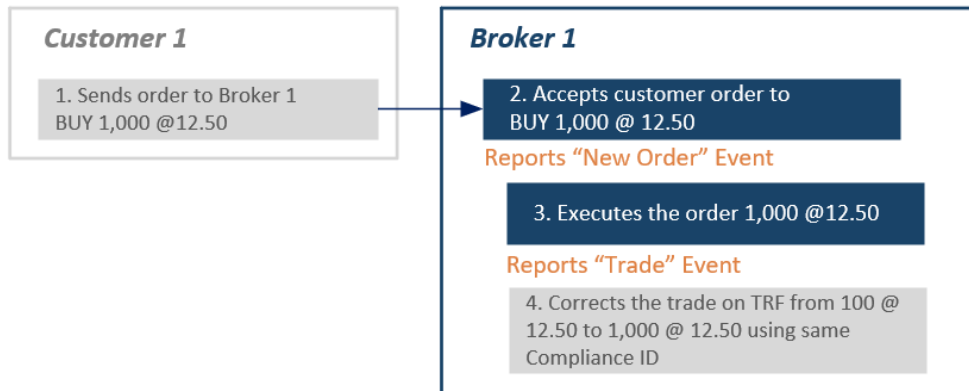 Customer 1
1. Sends order to Broker 1
BUY 1,000 @12.50
Broker 1
2. Accepts customer order to
BUY 1,000 @ 12.50
Reports “New Order” Event
3. Executes the order 1,000 @12.50
Reports “Trade” Event
4. Corrects the trade on TRF from 100 @
12.50 to 1,000 @ 12.50 using same
Compliance ID